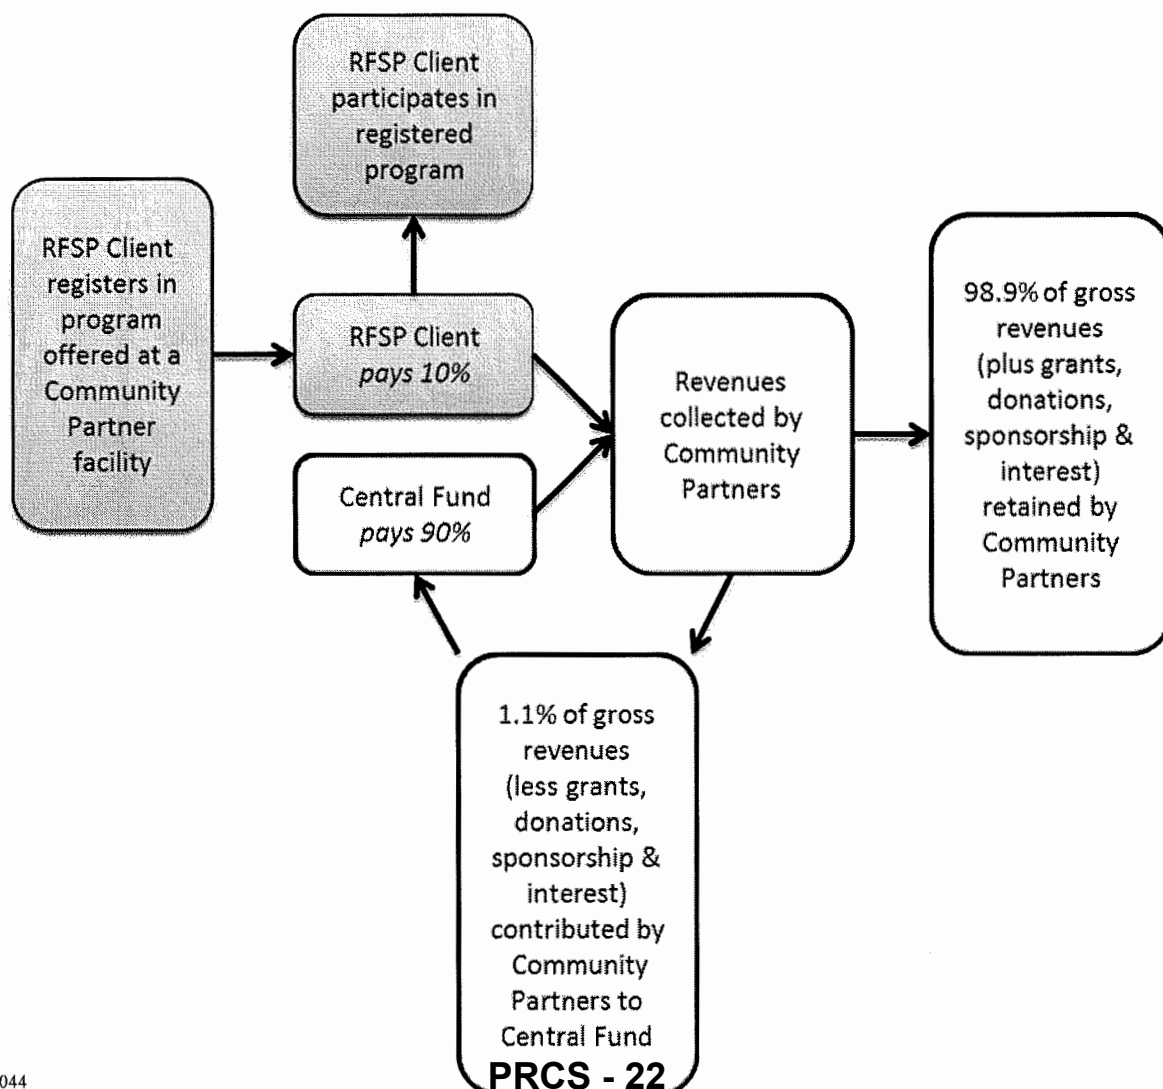 RFSP Client
participates in
registered
program
RFSP Client
registers in
program
offered at a
Community
Partner
facility
RFSP Client
pays 10%
Central Fund
pays 90%
Revenues
collected by
Community
Partners
98.9% of gross
revenues
(plus grants,
donations,
sponsorship &
interest)
retained by
Community
Partners
1.1% of gross
revenues
(less grants,
donations,
sponsorship &
interest)
contributed by
Community
Partners to
Central Fund
PRCS - 22
044